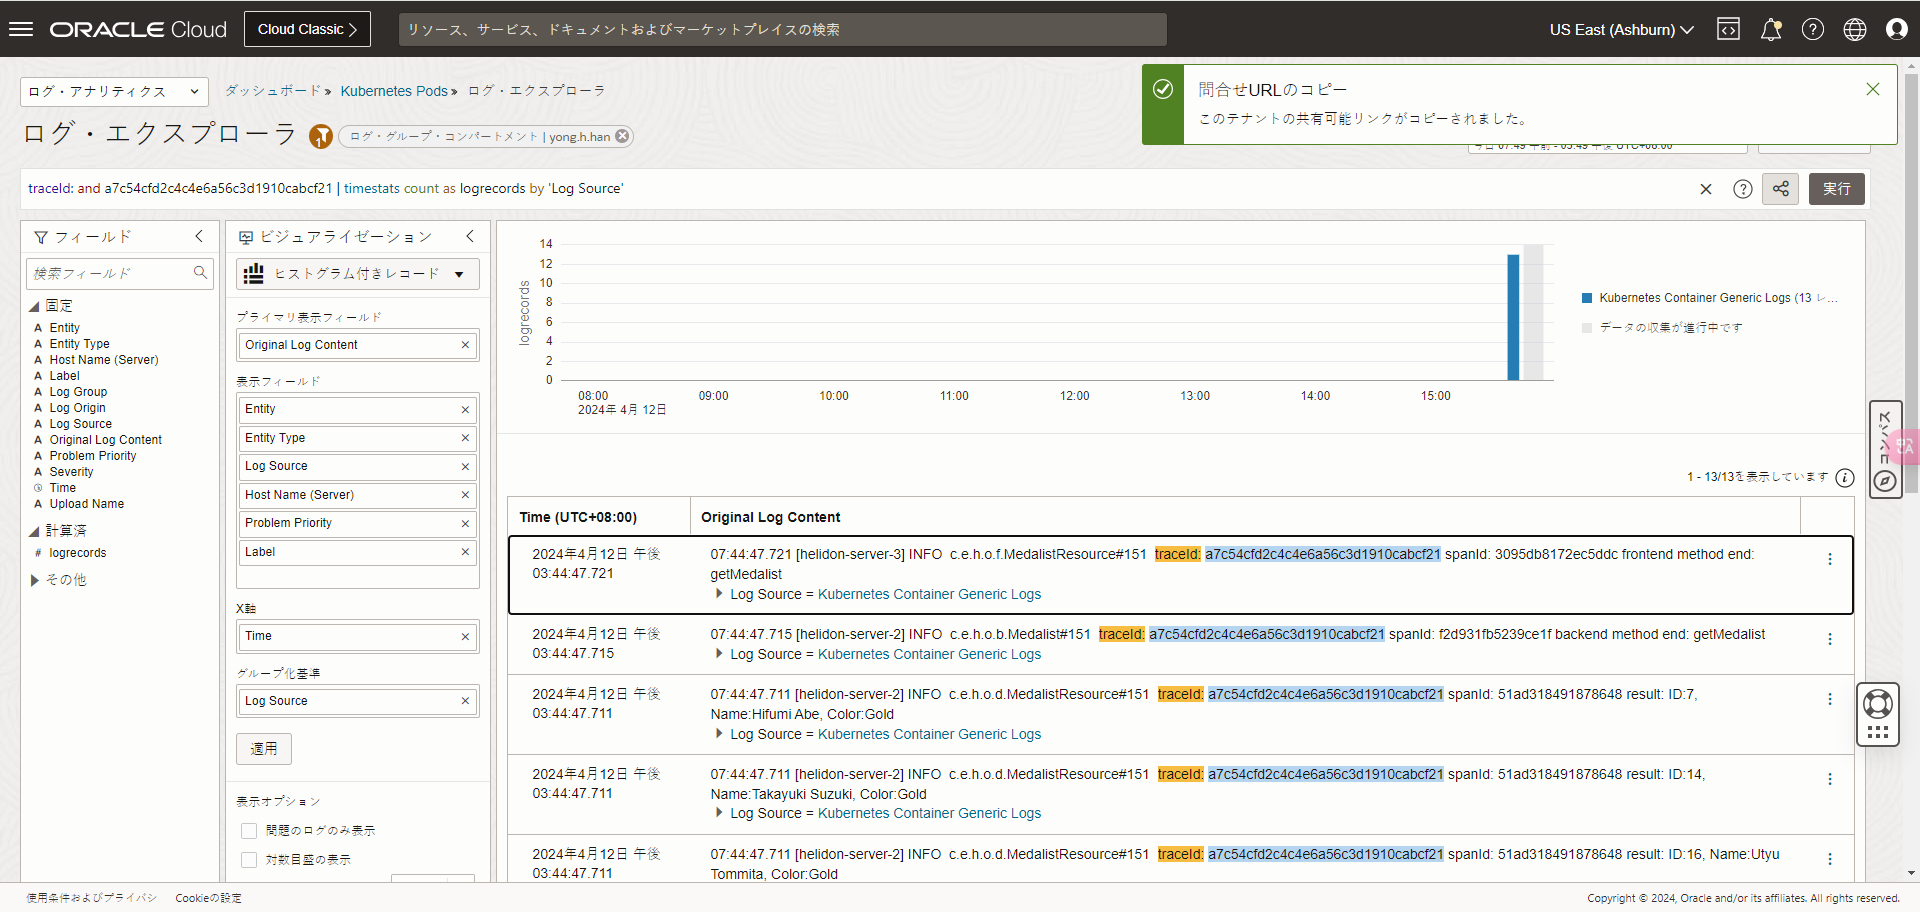 ORACLE Cloud
Cloud Classic
リソース、サービス、ドキュメントおよびマーケットプレイスの検索
US East (Ashburn)
ログ・アナリティクス
ダッシュボード » Kubernetes Pods » ログ・エクスプローラ
ログ・エクスプローラ
1
ログ・グループ・コンパートメント | yong.h.han
問合せURLのコピー
このテナントの共有可能リンクがコピーされました。
traceId: and a7c54cfd2c4c4e6a56c3d1910cabcf21 | timestats count as logrecords by 'Log Source'
実行
フィールド
検索フィールド
固定
A Entity
A Entity Type
A Host Name (Server)
A Label
A Log Group
A Log Origin
A Log Source
A Original Log Content
A Problem Priority
A Severity
Time
A Upload Name
計算済
# logrecords
その他
ビジュアライゼーション
ヒストグラム付きレコード
プライマリ表示フィールド
Original Log Content
表示フィールド
Entity
Entity Type
Log Source
Host Name (Server)
Problem Priority
Label
X軸
Time
グループ化基準
Log Source
適用
表示オプション
問題のログのみ表示
対数目盛の表示
logrecords
14
12
10
8
6
4
2
0
08:00 09:00 10:00 11:00 12:00 13:00 14:00 15:00
2024年 4月 12日
Kubernetes Container Generic Logs (13 レ...
データの収集が進行中です
1 - 13/13を表示しています
Time (UTC+08:00) Original Log Content
2024年4月12日 午後 03:44:47.721
07:44:47.721 [helidon-server-3] INFO c.e.h.o.f.MedalistResource#151 traceId: a7c54cfd2c4c4e6a56c3d1910cabcf21 spanId: 3095db8172ec5ddc frontend method end:
getMedalist
Log Source = Kubernetes Container Generic Logs
2024年4月12日 午後 03:44:47.715
07:44:47.715 [helidon-server-2] INFO c.e.h.o.b.Medalist#151 traceId: a7c54cfd2c4c4e6a56c3d1910cabcf21 spanId: f2d931fb5239ce1f backend method end: getMedalist
Log Source = Kubernetes Container Generic Logs
2024年4月12日 午後 03:44:47.711
07:44:47.711 [helidon-server-2] INFO c.e.h.o.d.MedalistResource#151 traceId: a7c54cfd2c4c4e6a56c3d1910cabcf21 spanId: 51ad318491878648 result: ID:7,
Name:Hifumi Abe, Color:Gold
Log Source = Kubernetes Container Generic Logs
2024年4月12日 午後 03:44:47.711
07:44:47.711 [helidon-server-2] INFO c.e.h.o.d.MedalistResource#151 traceId: a7c54cfd2c4c4e6a56c3d1910cabcf21 spanId: 51ad318491878648 result: ID:14,
Name:Takayuki Suzuki, Color:Gold
Log Source = Kubernetes Container Generic Logs
2024年4月12日 午後 03:44:47.711
07:44:47.711 [helidon-server-2] INFO c.e.h.o.d.MedalistResource#151 traceId: a7c54cfd2c4c4e6a56c3d1910cabcf21 spanId: 51ad318491878648 result: ID:16, Name:Utyu
Tommita, Color:Gold
使用条件およびプライバシ Cookieの設定
Copyright © 2024, Oracle and/or its affiliates. All rights reserved.